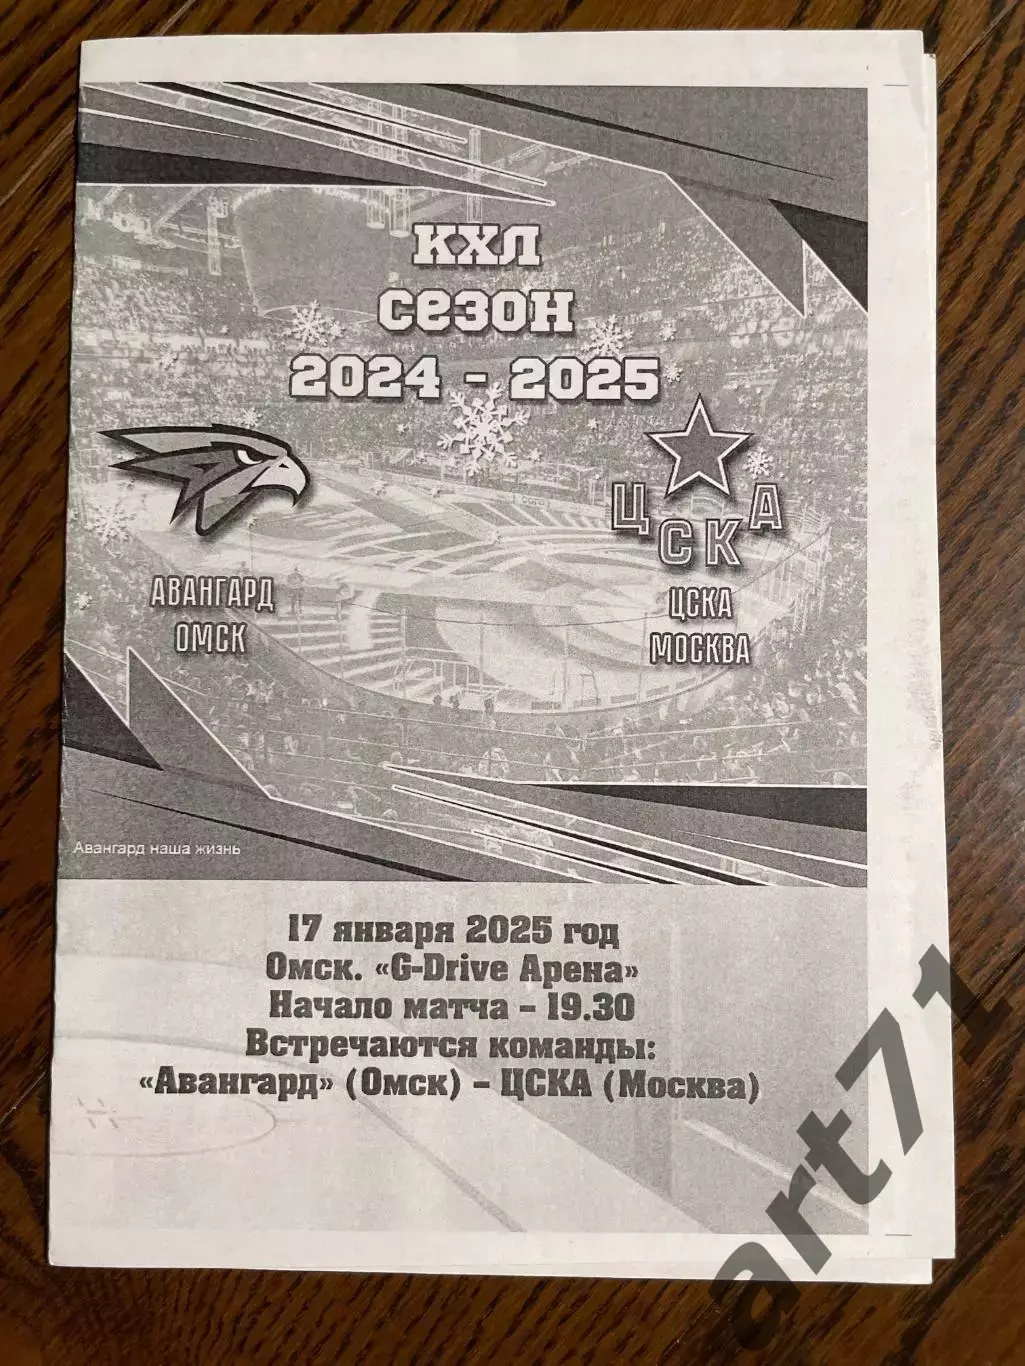 КХЛ
СЕЗОН
2024 - 2025
ЦСКА
АВАНГАРД
ОМСК
ЦСКА
МОСКВА
Авангард наша жизнь
17 января 2025 год
Омск. «G-Drive Арена»
Начало матча – 19.30
Встречаются команды:
«Авангард» (Омск) – ЦСКА (Москва)
art71